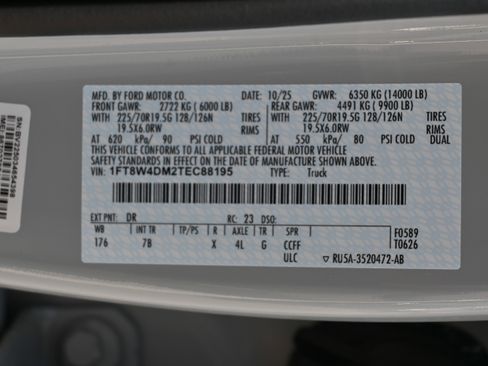 MFD. BY FORD MOTOR CO. 10/25 GVWR: 6350 KG (14000 LB)
FRONT GAWR: 2722 KG (6000 LB) REAR GAWR: 4491 KG (9900 LB)
WITH 225/70R19.5G 128/126N TIRES WITH 225/70R19.5G 128/126N TIRES
19.5X6.0RW 19.5X6.0RW
AT 620 kPa/ 90 PSI COLD AT 550 kPa/ 80 PSI COLD DUAL
THIS VEHICLE CONFORMS TO ALL APPLICABLE FEDERAL MOTOR VEHICLE
SAFETY STANDARDS IN EFFECT ON THE DATE OF MANUFACTURE SHOWN ABOVE.
VIN: 1FT8W4DM2TEC88195 TYPE: Truck
EXT PNT: DR RC: 23 DSO:
WB INT TR TP/PS R AXLE TR SPR F0589
176 78 X 4L G CCFF T0626
ULC ▽ RU5A-3520472-AB